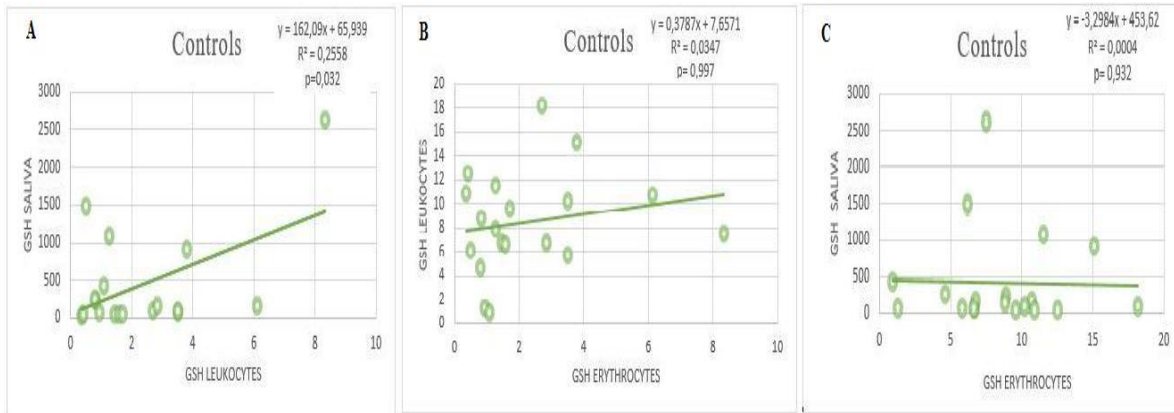 A
Controls
y = 162,09x + 65,939
R² = 0,2558
p=0,032
GSH SALIVA
3000
2500
2000
1500
1000
500
0
0 2 4 6 8 10
GSH LEUKOCYTES
B
Controls
y = 0,3787x + 7,6571
R² = 0,0347
p= 0,997
GSH LEUKOCYTES
20
18
16
14
12
10
8
6
4
2
0
0 2 4 6 8 10
GSH ERYTHROCYTES
C
Controls
y = -3,2984x + 453,62
R² = 0,0004
p= 0,932
GSH SALIVA
3000
2500
2000
1500
1000
500
0
0 5 10 15 20
GSH ERYTHROCYTES